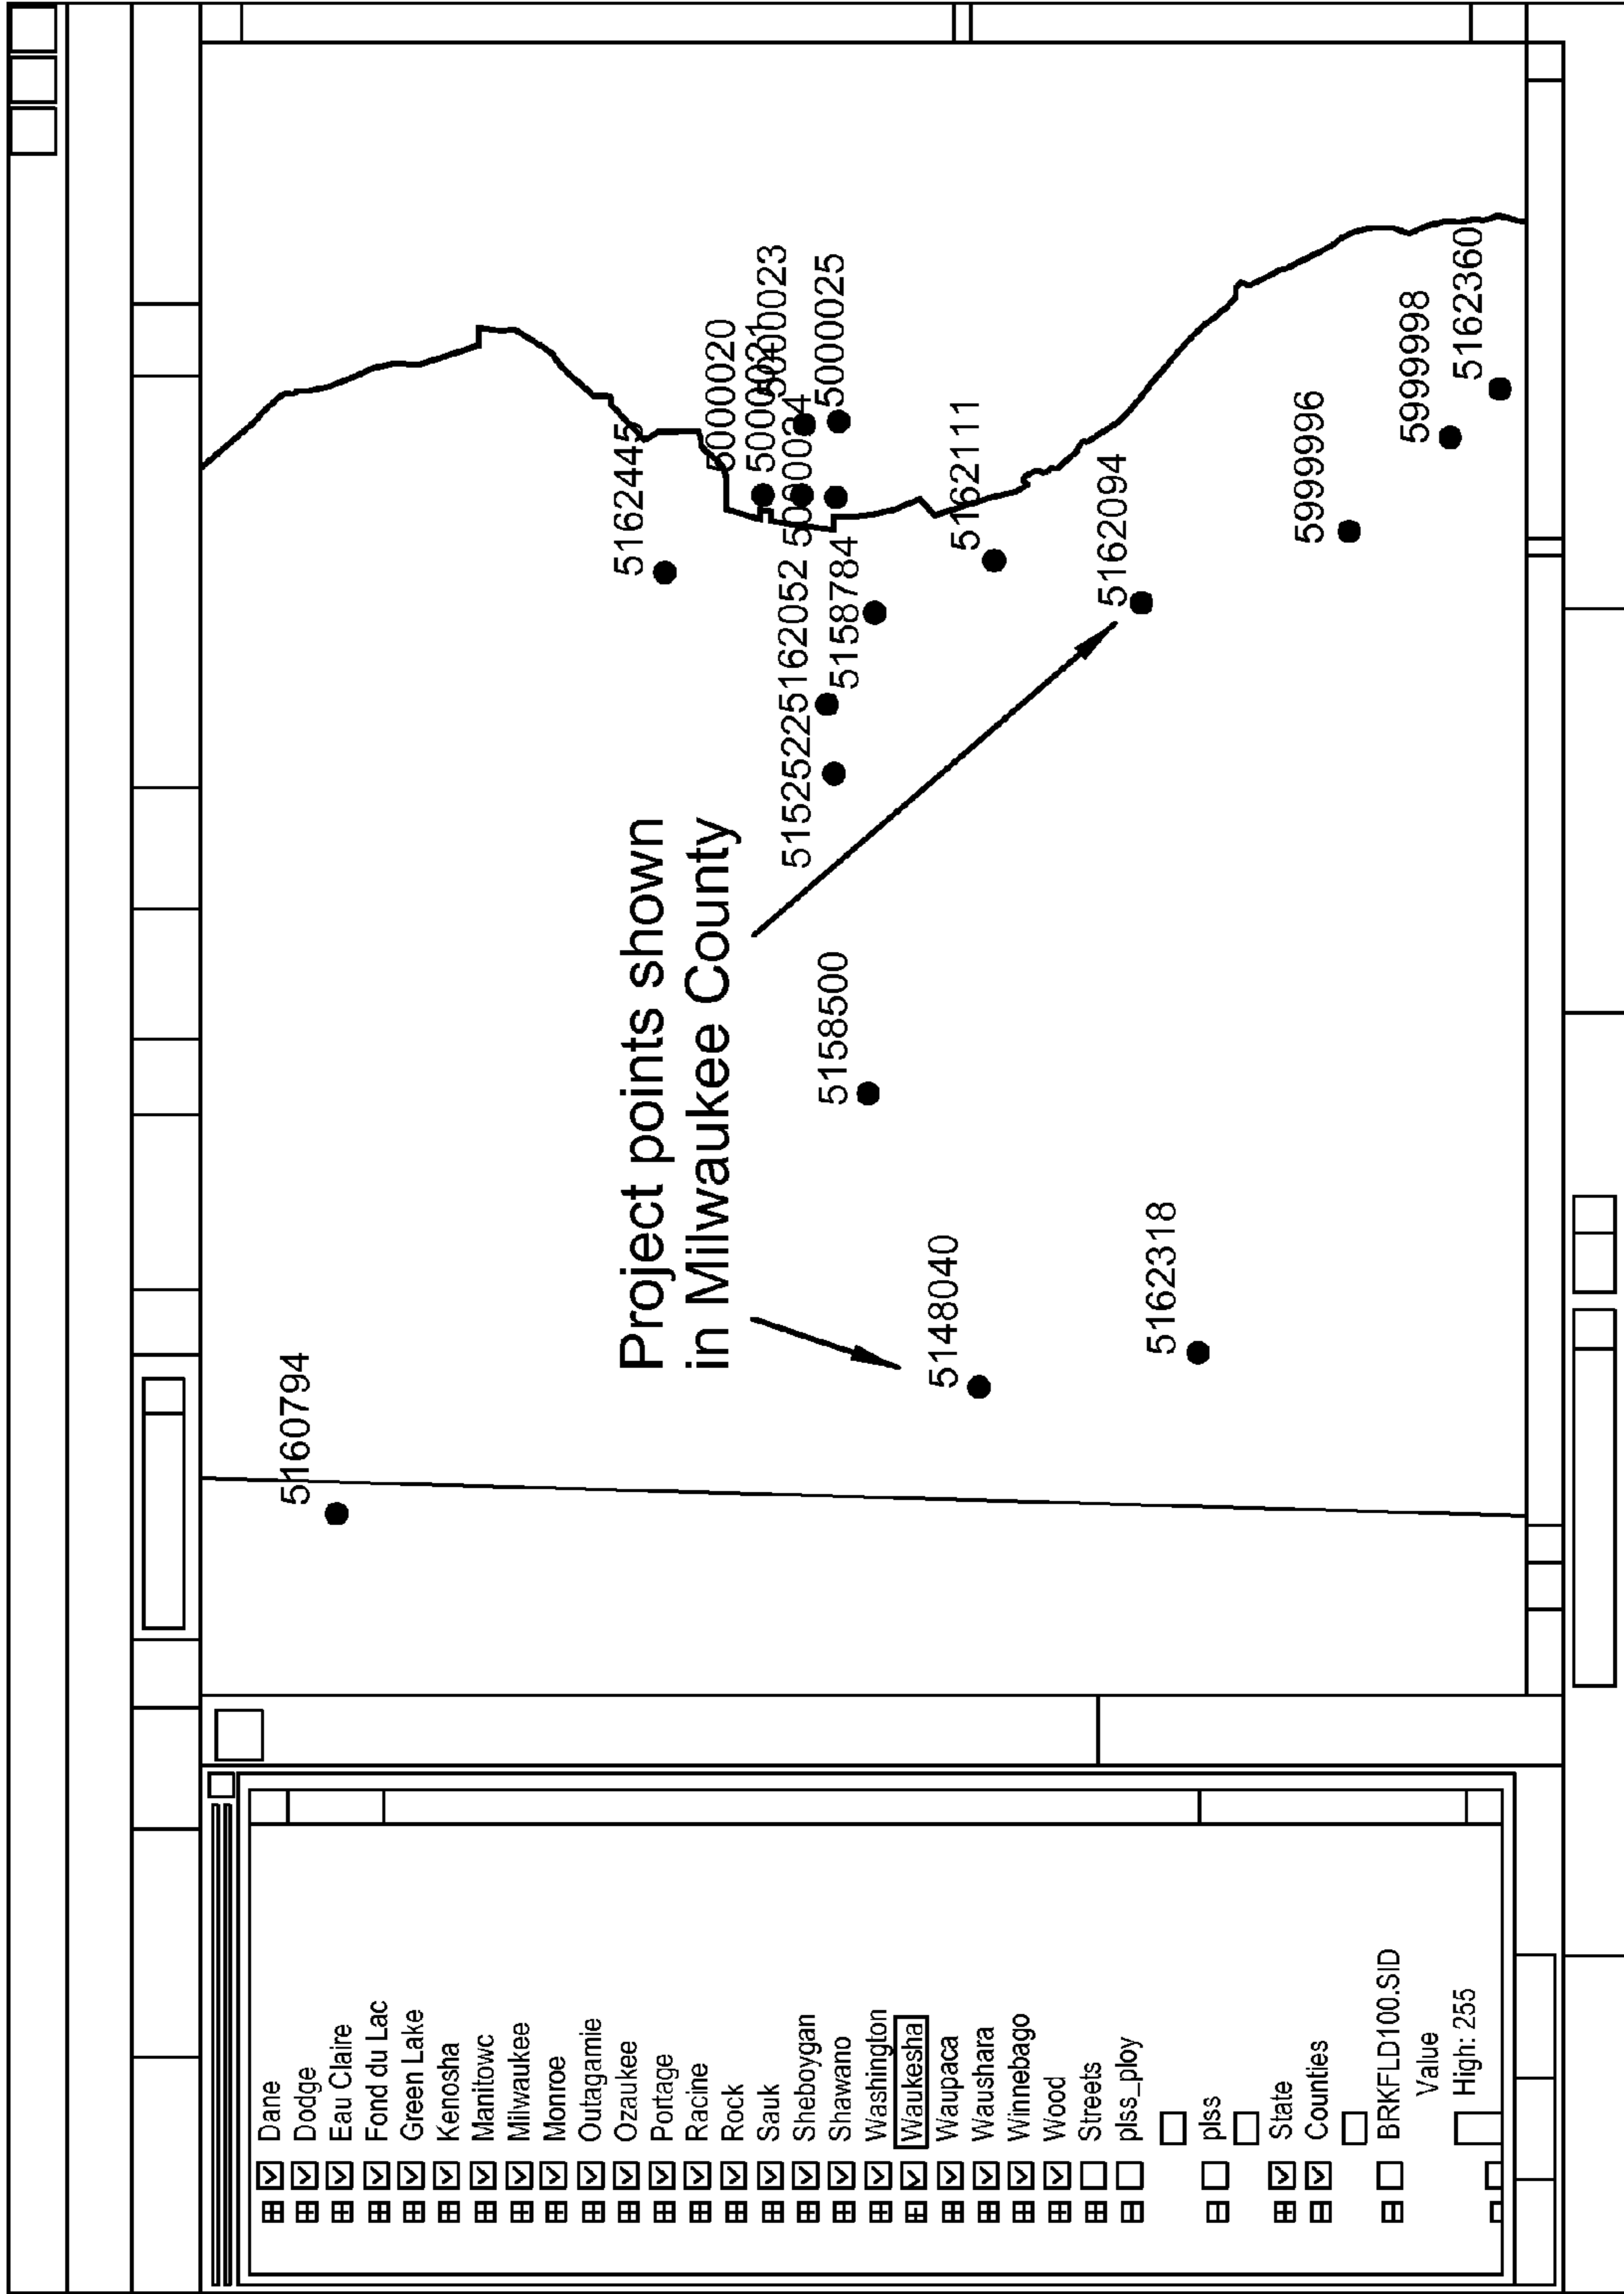 Dane
Dodge
Eau Claire
Fond du Lac
Green Lake
Kenosha
Manitowc
Milwaukee
Monroe
Outagamie
Ozaukee
Portage
Racine
Rock
Sauk
Sheboygan
Shawano
Washington
Waukesha
Waupaca
Waushara
Winnebago
Wood
Streets
plss_ploy
plss
State
Counties
BRKFLD100.SID
Value
High: 255
5160794
Project points shown
in Milwaukee County
5162445
5000020
5000021
5000023
5000024
5000025
5152522
5162052
5158784
5158500
5148040
5162111
5162094
5162318
5999996
5999998
5162360